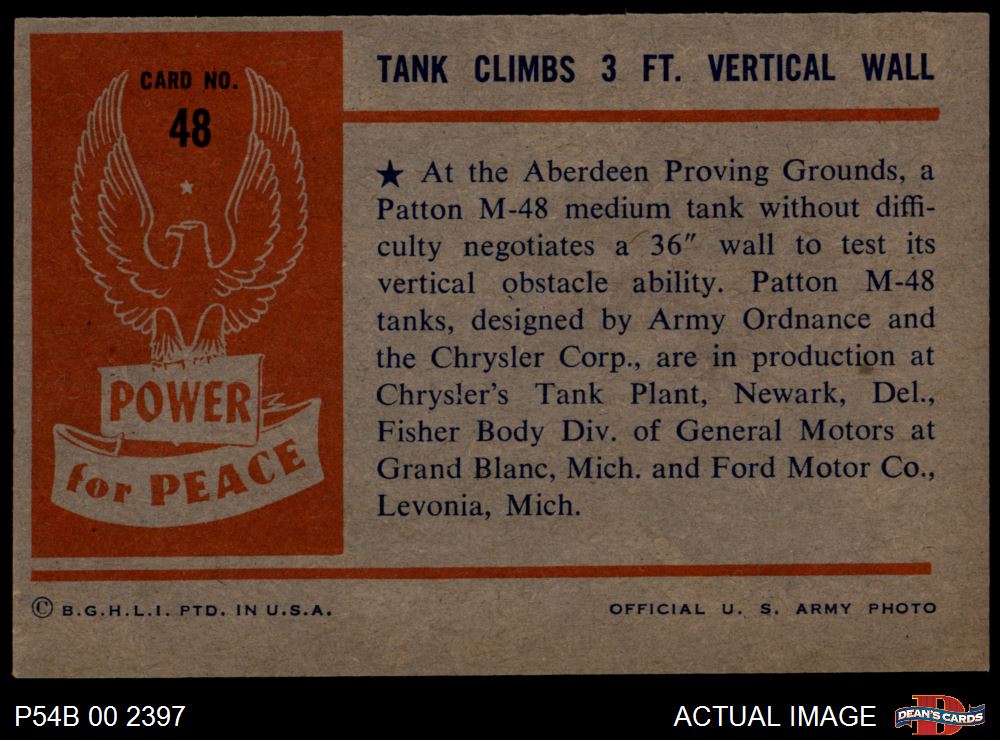 CARD NO.
48
POWER
for PEACE
TANK CLIMBS 3 FT. VERTICAL WALL
★ At the Aberdeen Proving Grounds, a
Patton M-48 medium tank without diffi-
culty negotiates a 36″ wall to test its
vertical obstacle ability. Patton M-48
tanks, designed by Army Ordnance and
the Chrysler Corp., are in production at
Chrysler's Tank Plant, Newark, Del.,
Fisher Body Div. of General Motors at
Grand Blanc, Mich. and Ford Motor Co.,
Levonia, Mich.
© B.G.H.L.I. PTD. IN U.S.A.
OFFICIAL U. S. ARMY PHOTO
P54B 00 2397
ACTUAL IMAGE
D
DEAN'S CARDS